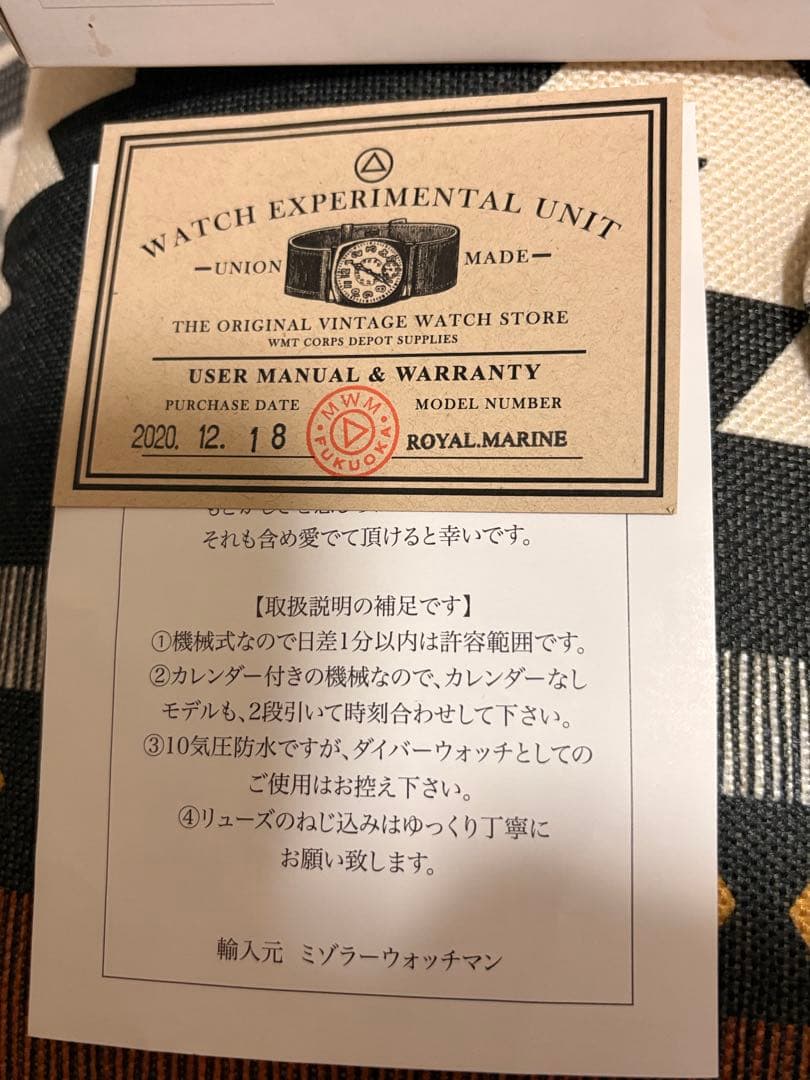 WATCH EXPERIMENTAL UNIT
UNION MADE
THE ORIGINAL VINTAGE WATCH STORE
WMT CORPS DEPOT SUPPLIES
USER MANUAL & WARRANTY
PURCHASE DATE
MODEL NUMBER
2020. 12. 18
MWM FUKUOKA
ROYAL.MARINE
それも含め愛でて頂けると幸いです。
【取扱説明の補足です】
①機械式なので日差1分以内は許容範囲です。
②カレンダー付きの機械なので、カレンダーなし
モデルも、2段引いて時刻合わせして下さい。
③10気圧防水ですが、ダイバーウォッチとしての
ご使用はお控え下さい。
④リューズのねじ込みはゆっくり丁寧に
お願い致します。
輸入元 ミゾラーウォッチマン